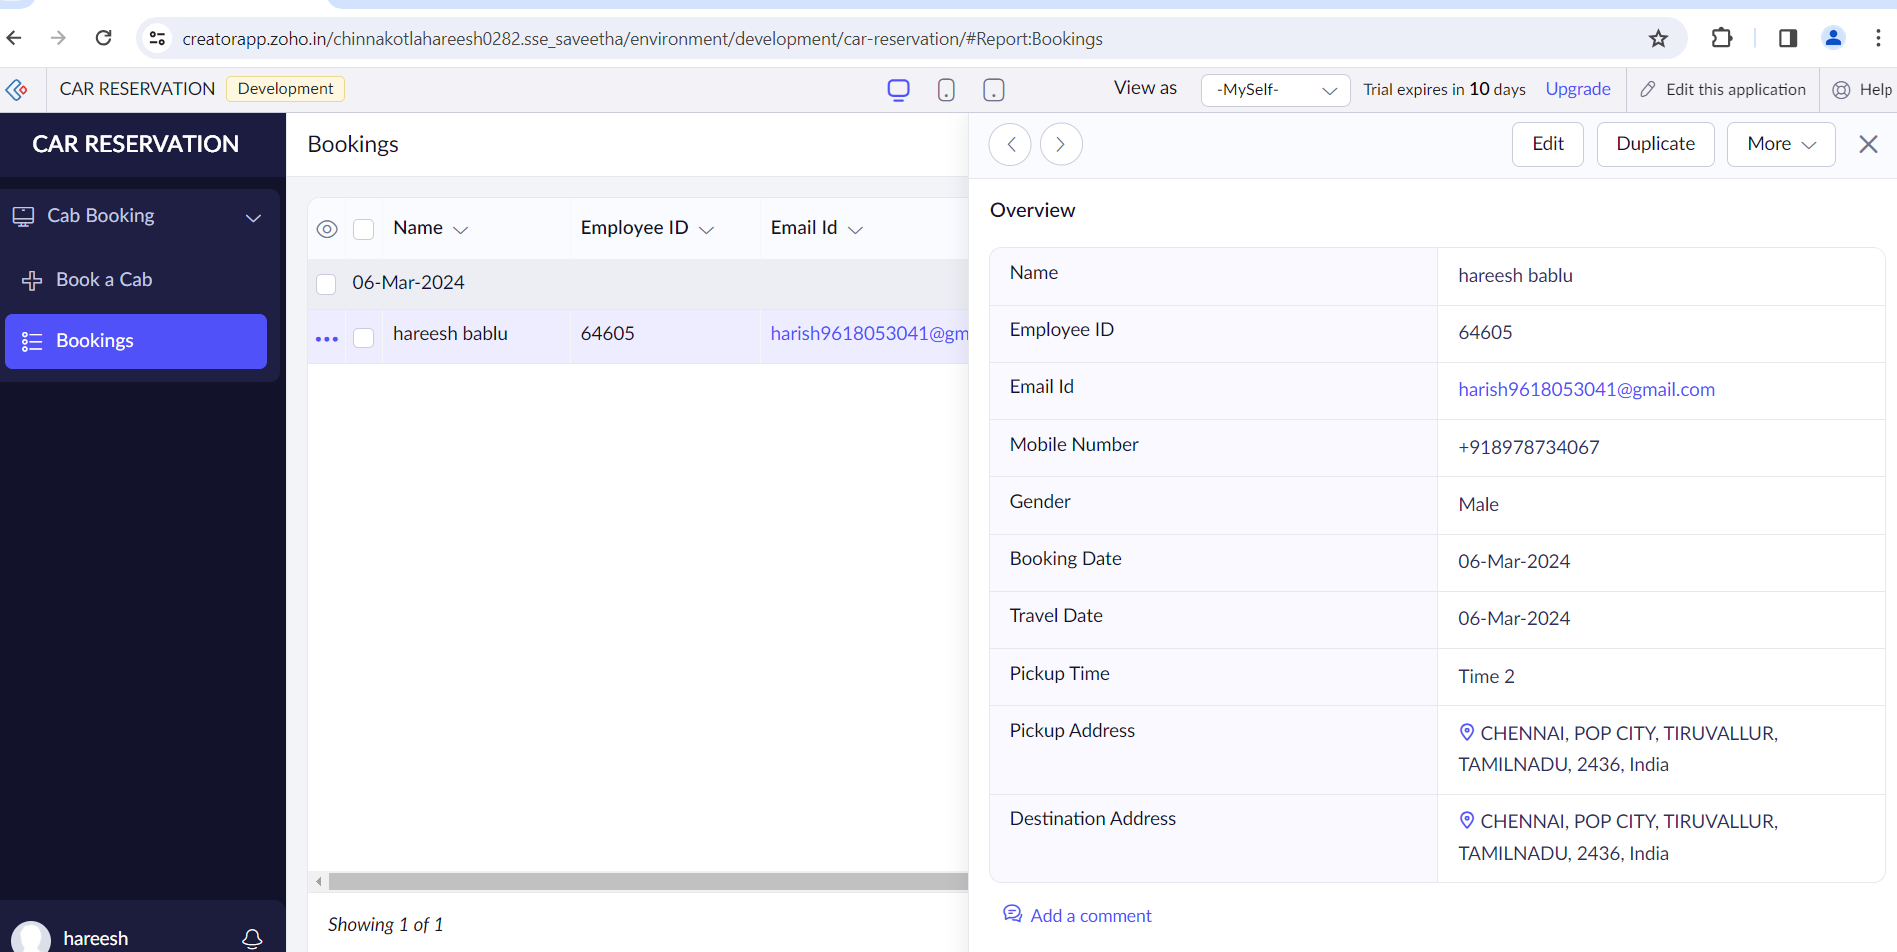 creatorapp.zoho.in/chinnakotlahareesh0282.sse_saveetha/environment/development/car-reservation/#Report:Bookings
CAR RESERVATION Development View as -MySelf- Trial expires in 10 days Upgrade Edit this application Help
CAR RESERVATION
Cab Booking
Book a Cab
Bookings
hareesh
Bookings
Name Employee ID Email Id
06-Mar-2024
hareesh bablu 64605 harish9618053041@gm
Showing 1 of 1
Edit Duplicate More
Overview
Name hareesh bablu
Employee ID 64605
Email Id harish9618053041@gmail.com
Mobile Number +918978734067
Gender Male
Booking Date 06-Mar-2024
Travel Date 06-Mar-2024
Pickup Time Time 2
Pickup Address CHENNAI, POP CITY, TIRUVALLUR,
TAMILNADU, 2436, India
Destination Address CHENNAI, POP CITY, TIRUVALLUR,
TAMILNADU, 2436, India
Add a comment